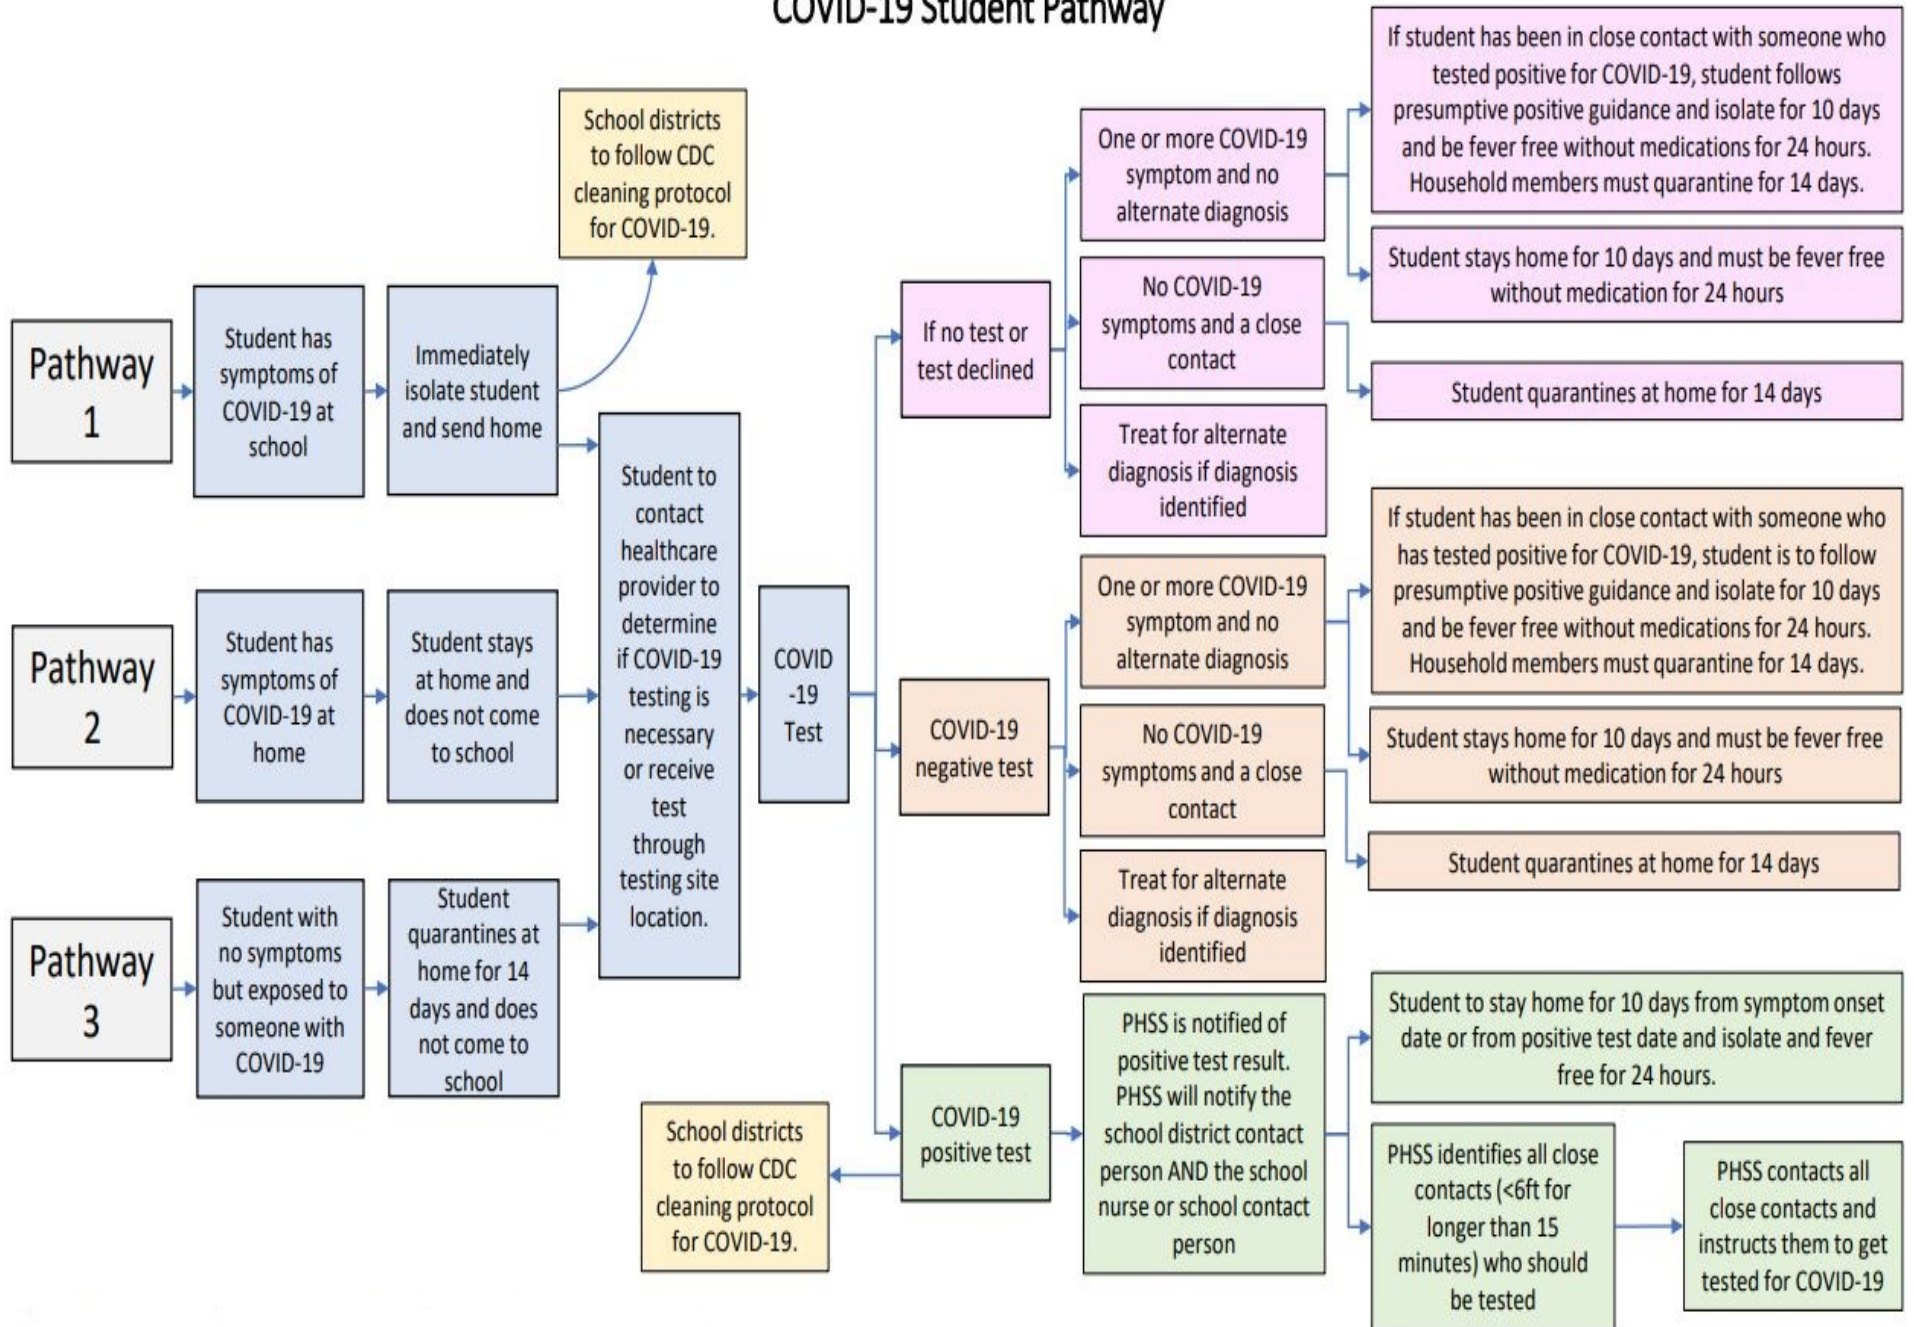 COVID-19 Student Pathway
Pathway
1
Student has
symptoms of
COVID-19 at
school
Immediately
isolate student
and send home
School districts
to follow CDC
cleaning protocol
for COVID-19.
Pathway
2
Student has
symptoms of
COVID-19 at
home
Student stays
at home and
does not come
to school
Pathway
3
Student with
no symptoms
but exposed to
someone with
COVID-19
Student
quarantines at
home for 14
days and does
not come to
school
Student to
contact
healthcare
provider to
determine
if COVID-19
testing is
necessary
or receive
test
through
testing site
location.
COVID
-19
Test
If no test or
test declined
One or more COVID-19
symptom and no
alternate diagnosis
If student has been in close contact with someone who
tested positive for COVID-19, student follows
presumptive positive guidance and isolate for 10 days
and be fever free without medications for 24 hours.
Household members must quarantine for 14 days.
Student stays home for 10 days and must be fever free
without medication for 24 hours
No COVID-19
symptoms and a close
contact
Student quarantines at home for 14 days
Treat for alternate
diagnosis if diagnosis
identified
COVID-19
negative test
One or more COVID-19
symptom and no
alternate diagnosis
If student has been in close contact with someone who
has tested positive for COVID-19, student is to follow
presumptive positive guidance and isolate for 10 days
and be fever free without medications for 24 hours.
Household members must quarantine for 14 days.
Student stays home for 10 days and must be fever free
without medication for 24 hours
No COVID-19
symptoms and a close
contact
Student quarantines at home for 14 days
Treat for alternate
diagnosis if diagnosis
identified
COVID-19
positive test
School districts
to follow CDC
cleaning protocol
for COVID-19.
PHSS is notified of
positive test result.
PHSS will notify the
school district contact
person AND the school
nurse or school contact
person
Student to stay home for 10 days from symptom onset
date or from positive test date and isolate and fever
free for 24 hours.
PHSS identifies all close
contacts (<6ft for
longer than 15
minutes) who should
be tested
PHSS contacts all
close contacts and
instructs them to get
tested for COVID-19